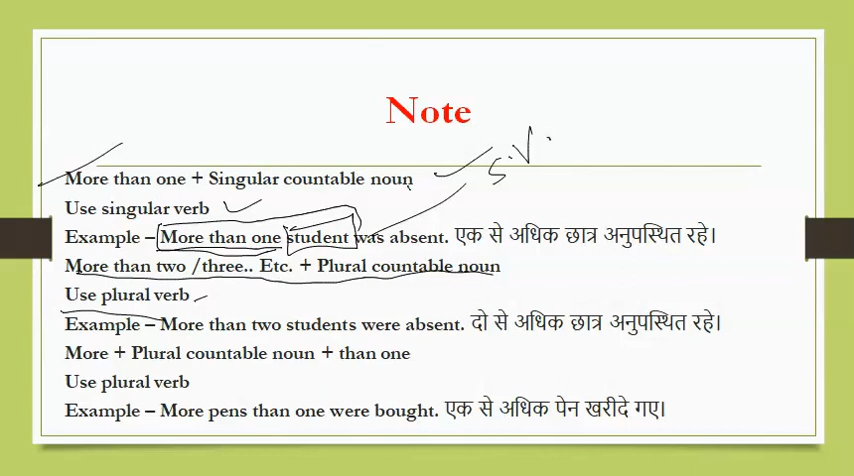 Note
S.V.
More than one + Singular countable noun
Use singular verb
Example – More than one student was absent. एक से अधिक छात्र अनुपस्थित रहे।
More than two /three.. Etc. + Plural countable noun
Use plural verb
Example – More than two students were absent. दो से अधिक छात्र अनुपस्थित रहे।
More + Plural countable noun + than one
Use plural verb
Example – More pens than one were bought. एक से अधिक पेन खरीदे गए।